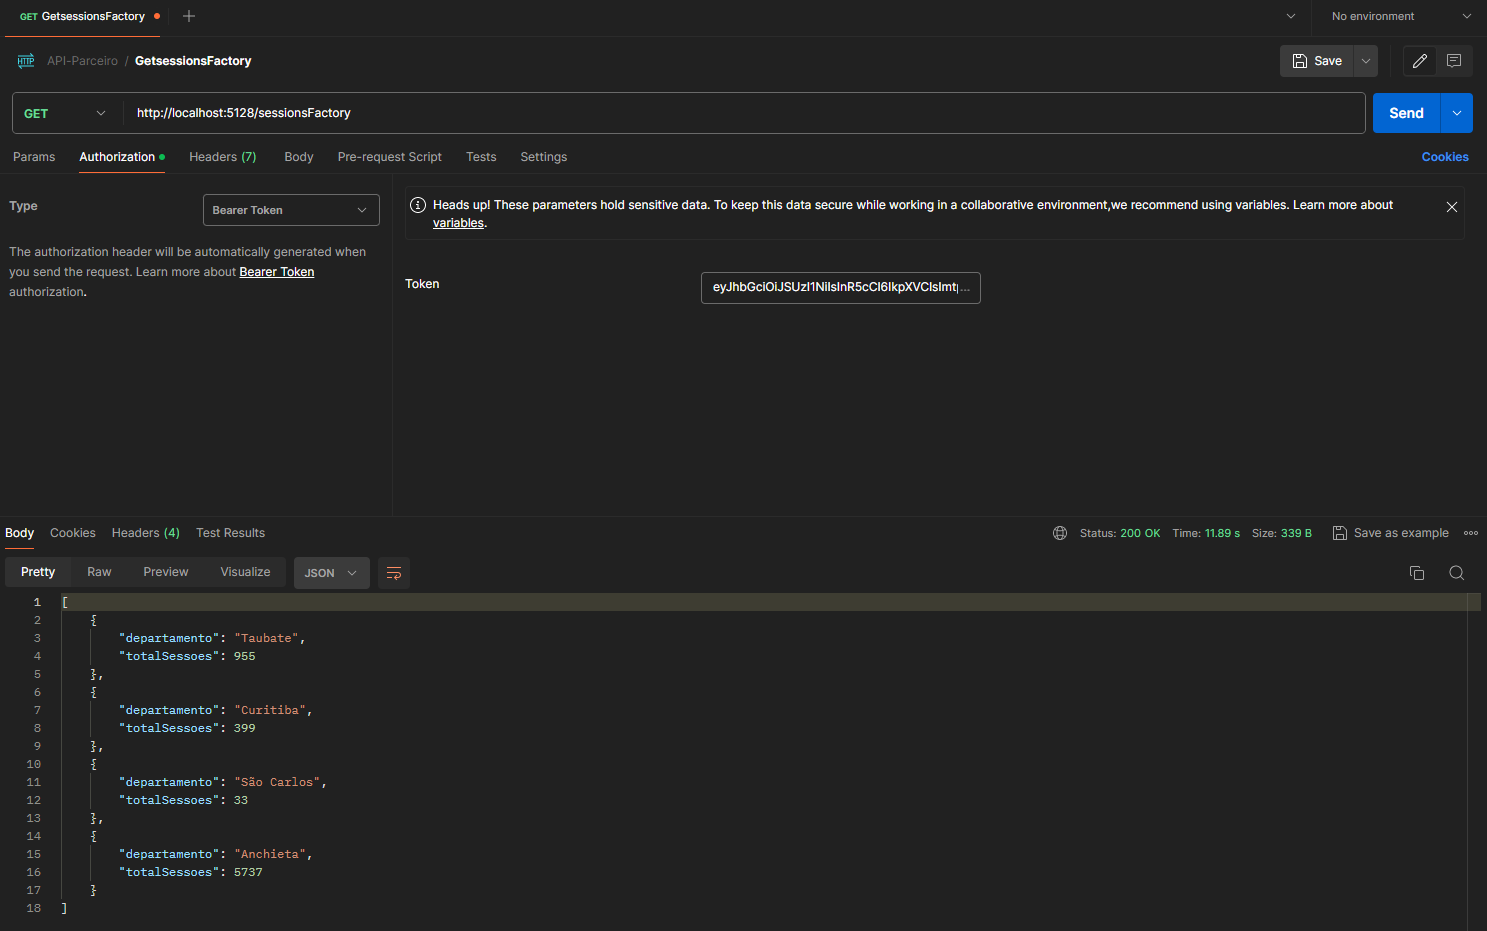 GET GetsessionsFactory
No environment
HTTP API-Parceiro / GetsessionsFactory
Save
GET http://localhost:5128/sessionsFactory
Send
Params Authorization Headers (7) Body Pre-request Script Tests Settings
Cookies
Type
Bearer Token
The authorization header will be automatically generated when
you send the request. Learn more about Bearer Token
authorization.
Heads up! These parameters hold sensitive data. To keep this data secure while working in a collaborative environment,we recommend using variables. Learn more about
variables.
Token
eyJhbGciOiJSUzI1NiIsInR5cCI6IkpXVCIsImtp...
Body Cookies Headers (4) Test Results
Status: 200 OK Time: 11.89 s Size: 339 B Save as example
Pretty Raw Preview Visualize JSON
1 [
2 {
3 "departamento": "Taubate",
4 "totalSessoes": 955
5 },
6 {
7 "departamento": "Curitiba",
8 "totalSessoes": 399
9 },
10 {
11 "departamento": "São Carlos",
12 "totalSessoes": 33
13 },
14 {
15 "departamento": "Anchieta",
16 "totalSessoes": 5737
17 }
18 ]